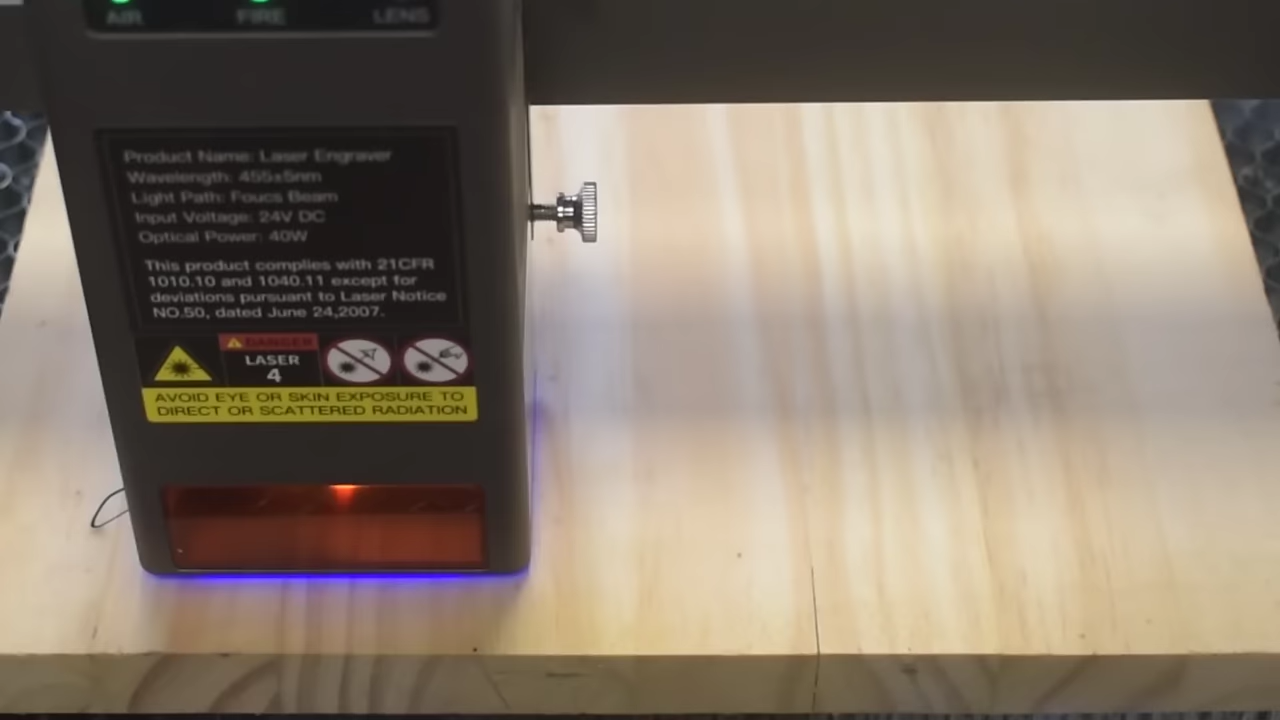 AIR FIRE LENS
Product Name: Laser Engraver
Wavelength: 455±5nm
Light Path: Foucs Beam
Input Voltage: 24V DC
Optical Power: 40W
This product complies with 21CFR
1010.10 and 1040.11 except for
deviations pursuant to Laser Notice
NO.50, dated June 24,2007.
DANGER
LASER
4
AVOID EYE OR SKIN EXPOSURE TO
DIRECT OR SCATTERED RADIATION